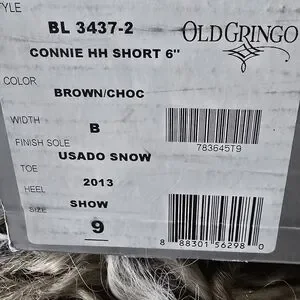 STYLE
BL 3437-2
OLD GRINGO
CONNIE HH SHORT 6"
COLOR
BROWN/CHOC
WIDTH
B
783645T9
FINISH SOLE
USADO SNOW
TOE
2013
HEEL
SHOW
SIZE
9
8 88301 56298 0